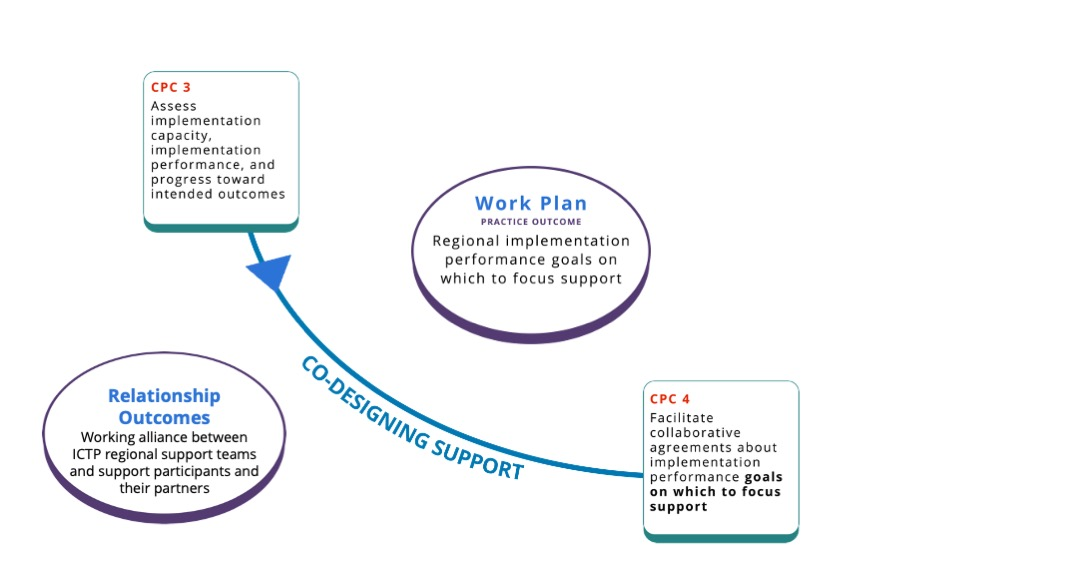 CPC 3
Assess
implementation
capacity,
implementation
performance, and
progress toward
intended outcomes
Work Plan
PRACTICE OUTCOME
Regional implementation
performance goals on
which to focus support
CO-DESIGNING SUPPORT
Relationship
Outcomes
Working alliance between
ICTP regional support teams
and support participants and
their partners
CPC 4
Facilitate
collaborative
agreements about
implementation
performance goals
on which to focus
support